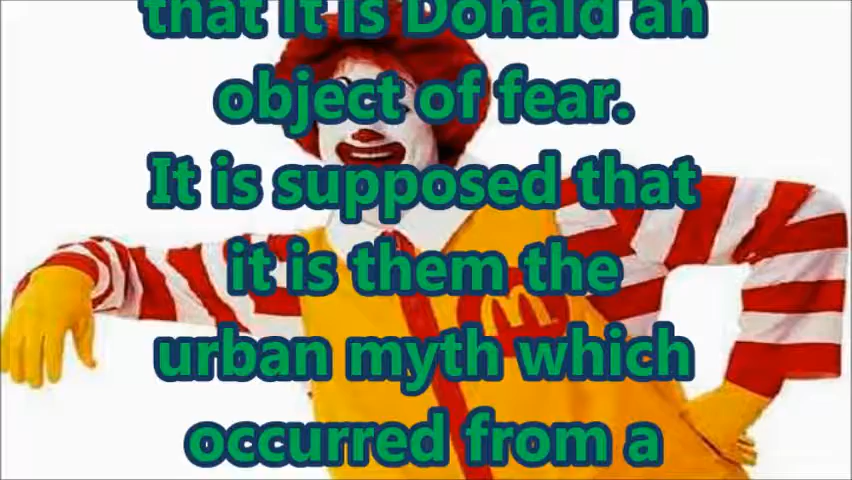 that it is Donald an
object of fear.
It is supposed that
it is them the
urban myth which
occurred from a